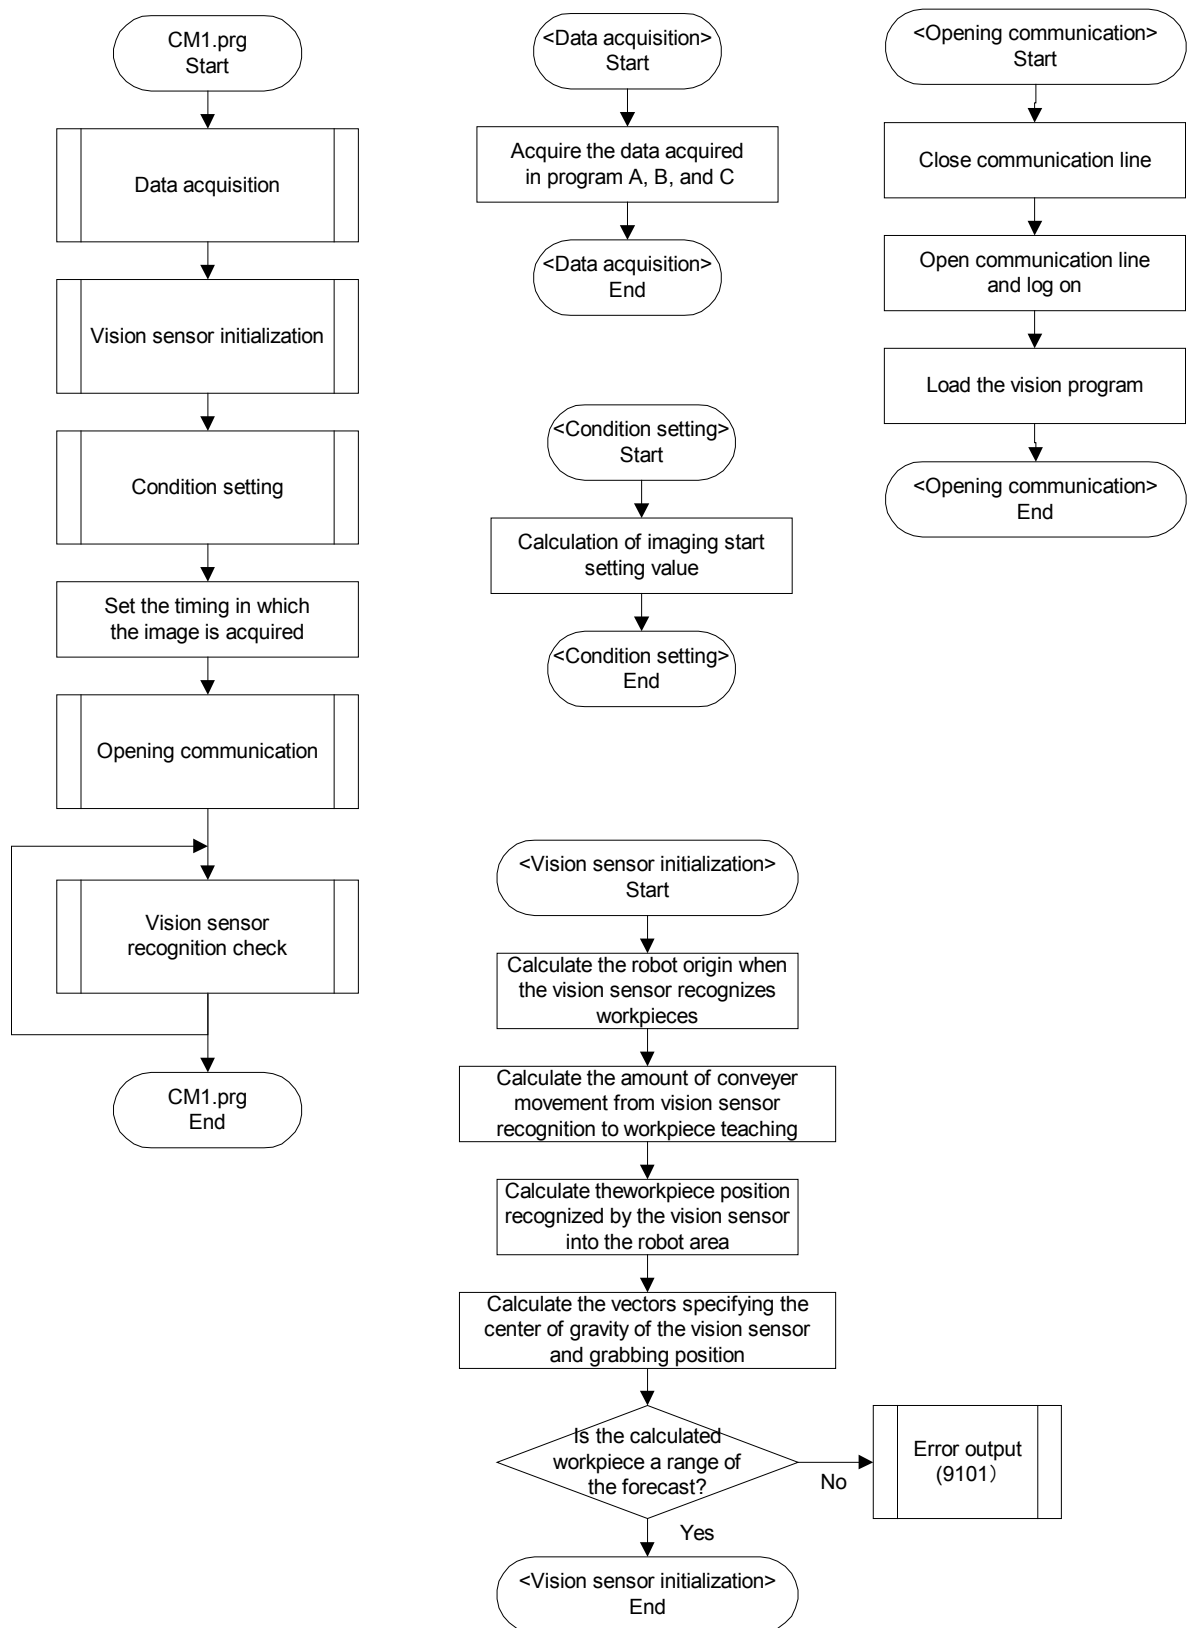 CM1.prg
Start
Data acquisition
Vision sensor initialization
Condition setting
Set the timing in which
the image is acquired
Opening communication
Vision sensor
recognition check
CM1.prg
End
<Data acquisition>
Start
Acquire the data acquired
in program A, B, and C
<Data acquisition>
End
<Condition setting>
Start
Calculation of imaging start
setting value
<Condition setting>
End
<Opening communication>
Start
Close communication line
Open communication line
and log on
Load the vision program
<Opening communication>
End
<Vision sensor initialization>
Start
Calculate the robot origin when
the vision sensor recognizes
workpieces
Calculate the amount of conveyer
movement from vision sensor
recognition to workpiece teaching
Calculate theworkpiece position
recognized by the vision sensor
into the robot area
Calculate the vectors specifying the
center of gravity of the vision sensor
and grabbing position
Is the calculated
workpiece a range of
the forecast?
No
Error output
(9101）
Yes
<Vision sensor initialization>
End